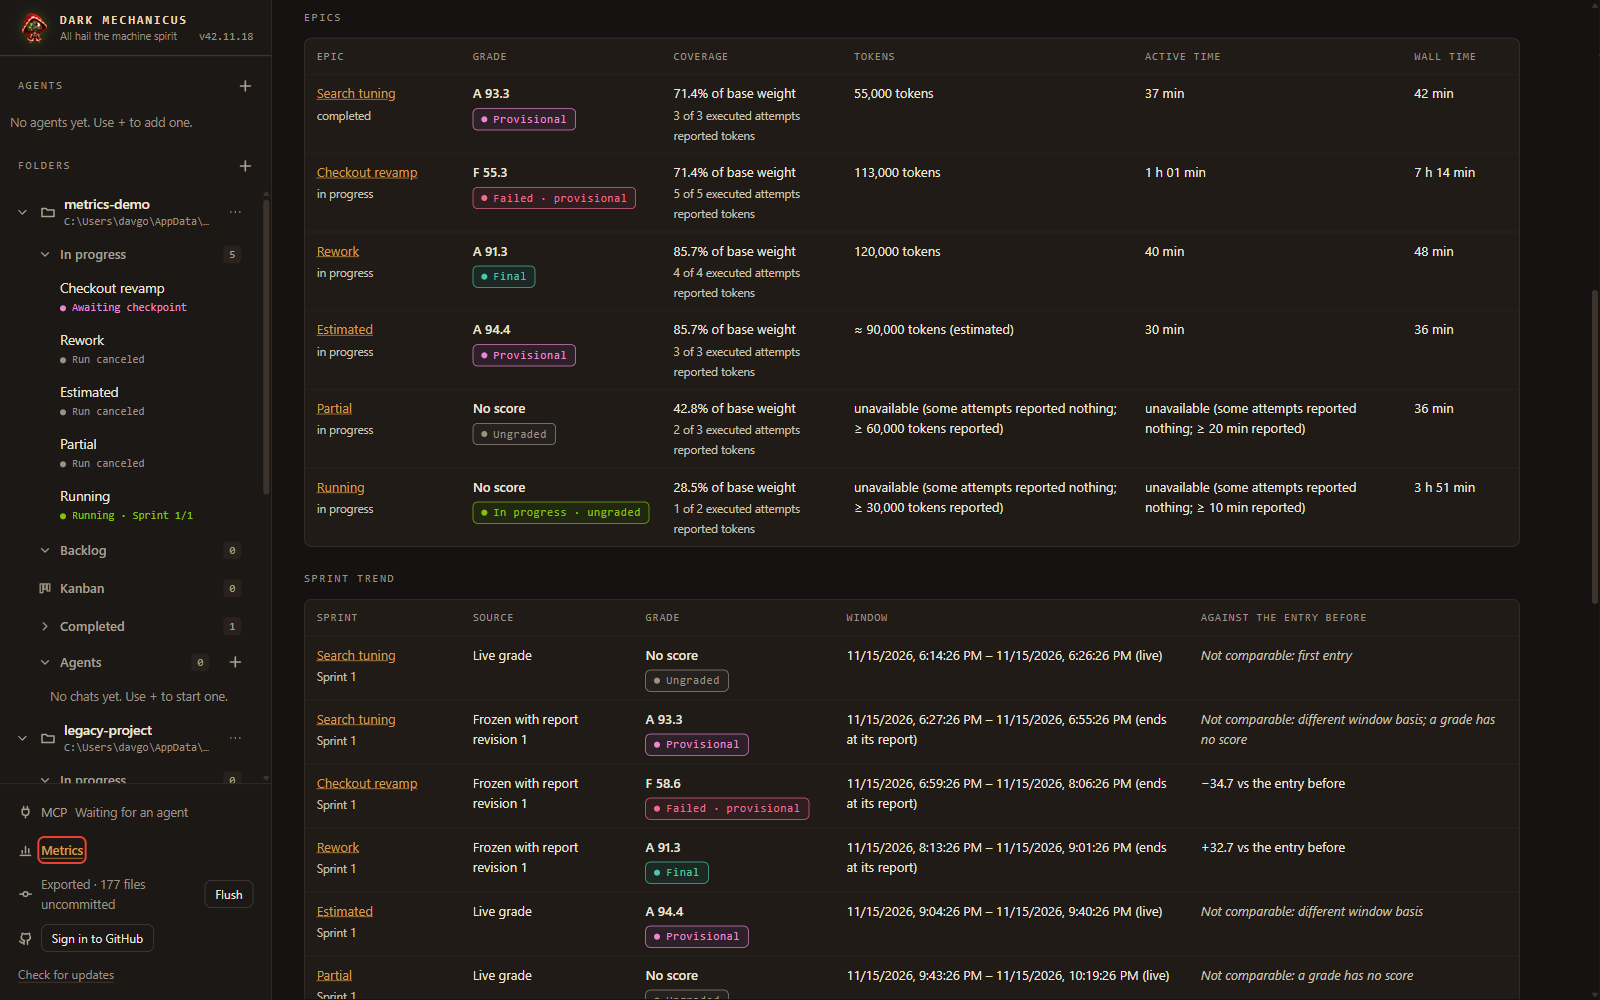 DARK MECHANICUS
All hail the machine spirit v42.11.18
AGENTS
No agents yet. Use + to add one.
FOLDERS
metrics-demo
C:\Users\davgo\AppData\…
In progress 5
Checkout revamp
Awaiting checkpoint
Rework
Run canceled
Estimated
Run canceled
Partial
Run canceled
Running
Running · Sprint 1/1
Backlog 0
Kanban 0
Completed 1
Agents 0
No chats yet. Use + to start one.
legacy-project
C:\Users\davgo\AppData\…
In progress 0
MCP Waiting for an agent
Metrics
Exported · 177 files
uncommitted
Flush
Sign in to GitHub
Check for updates
EPICS
EPIC GRADE COVERAGE TOKENS ACTIVE TIME WALL TIME
Search tuning A 93.3 71.4% of base weight 55,000 tokens 37 min 42 min
completed Provisional 3 of 3 executed attempts
reported tokens
Checkout revamp F 55.3 71.4% of base weight 113,000 tokens 1 h 01 min 7 h 14 min
in progress Failed · provisional 5 of 5 executed attempts
reported tokens
Rework A 91.3 85.7% of base weight 120,000 tokens 40 min 48 min
in progress Final 4 of 4 executed attempts
reported tokens
Estimated A 94.4 85.7% of base weight ≈ 90,000 tokens (estimated) 30 min 36 min
in progress Provisional 3 of 3 executed attempts
reported tokens
Partial No score 42.8% of base weight unavailable (some attempts reported nothing; unavailable (some attempts reported 36 min
in progress Ungraded 2 of 3 executed attempts ≥ 60,000 tokens reported) nothing; ≥ 20 min reported)
reported tokens
Running No score 28.5% of base weight unavailable (some attempts reported nothing; unavailable (some attempts reported 3 h 51 min
in progress In progress · ungraded 1 of 2 executed attempts ≥ 30,000 tokens reported) nothing; ≥ 10 min reported)
reported tokens
SPRINT TREND
SPRINT SOURCE GRADE WINDOW AGAINST THE ENTRY BEFORE
Search tuning Live grade No score 11/15/2026, 6:14:26 PM – 11/15/2026, 6:26:26 PM (live) Not comparable: first entry
Sprint 1 Ungraded
Search tuning Frozen with report A 93.3 11/15/2026, 6:27:26 PM – 11/15/2026, 6:55:26 PM (ends Not comparable: different window basis; a grade has
Sprint 1 revision 1 Provisional at its report) no score
Checkout revamp Frozen with report F 58.6 11/15/2026, 6:59:26 PM – 11/15/2026, 8:06:26 PM (ends −34.7 vs the entry before
Sprint 1 revision 1 Failed · provisional at its report)
Rework Frozen with report A 91.3 11/15/2026, 8:13:26 PM – 11/15/2026, 9:01:26 PM (ends +32.7 vs the entry before
Sprint 1 revision 1 Final at its report)
Estimated Live grade A 94.4 11/15/2026, 9:04:26 PM – 11/15/2026, 9:40:26 PM (live) Not comparable: different window basis
Sprint 1 Provisional
Partial Live grade No score 11/15/2026, 9:43:26 PM – 11/15/2026, 10:19:26 PM (live) Not comparable: a grade has no score
Sprint 1 Ungraded